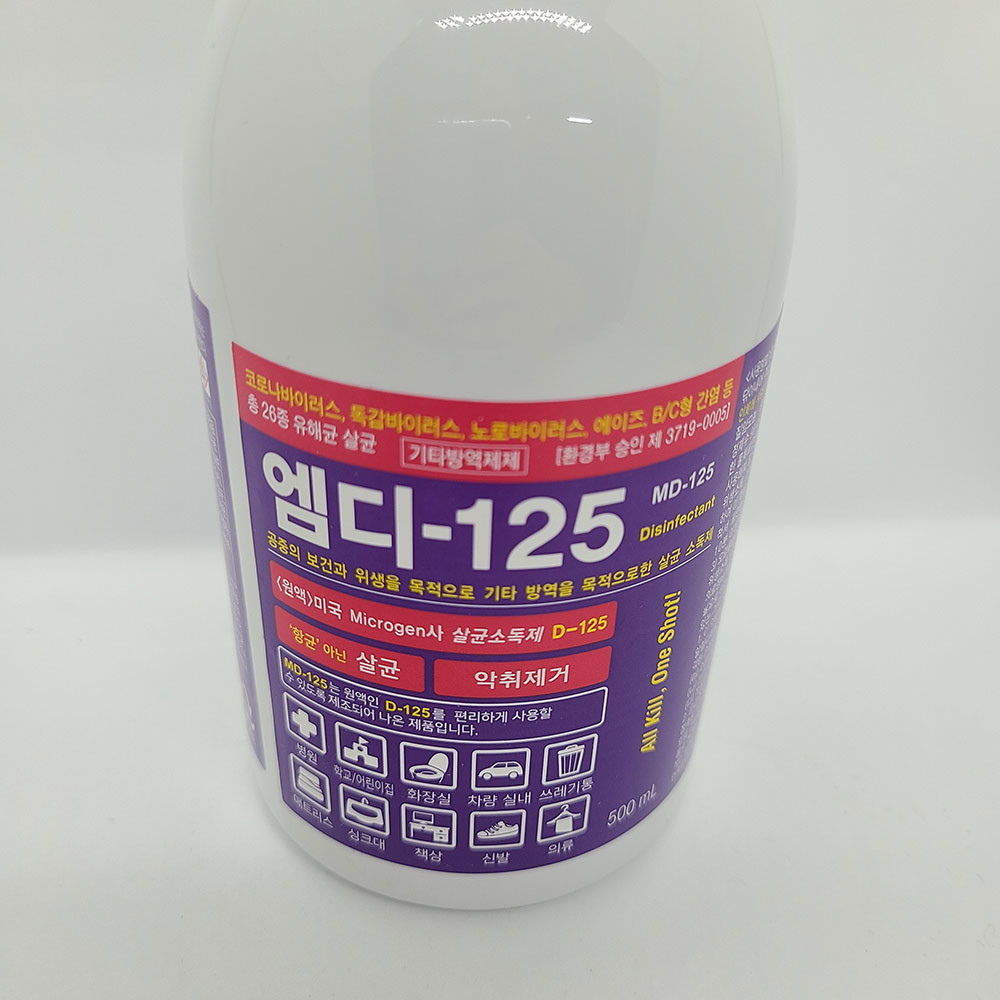 코로나바이러스, 독감바이러스, 노로바이러스, 에이즈, B/C형 간염 등
총 26종 유해균 살균 기타방역제제 [환경부 승인 제 3719-0005]
엠디-125 MD-125
Disinfectant
공중의 보건과 위생을 목적으로 기타 방역을 목적으로한 살균 소독제
<원액>미국 Microgen사 살균소독제 D-125
'항균' 아닌 살균 악취제거
MD-125는 원액인 D-125를 편리하게 사용할
수 있도록 제조되어 나온 제품입니다.
All Kill, One Shot!
병원 학교/어린이집 화장실 차량 실내 쓰레기통
매트리스 싱크대 책상 신발 의류
500 mL